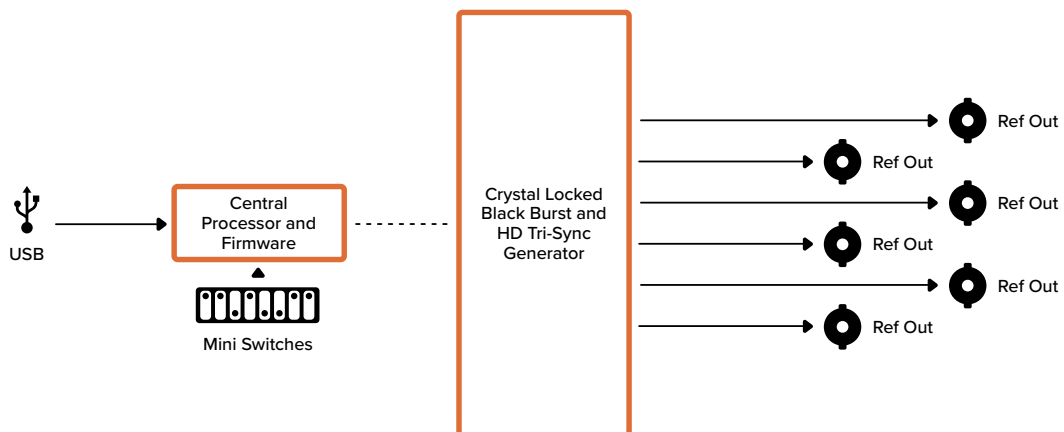 USB
Central
Processor and
Firmware
Mini Switches
Crystal Locked
Black Burst and
HD Tri-Sync
Generator
Ref Out
Ref Out
Ref Out
Ref Out
Ref Out
Ref Out